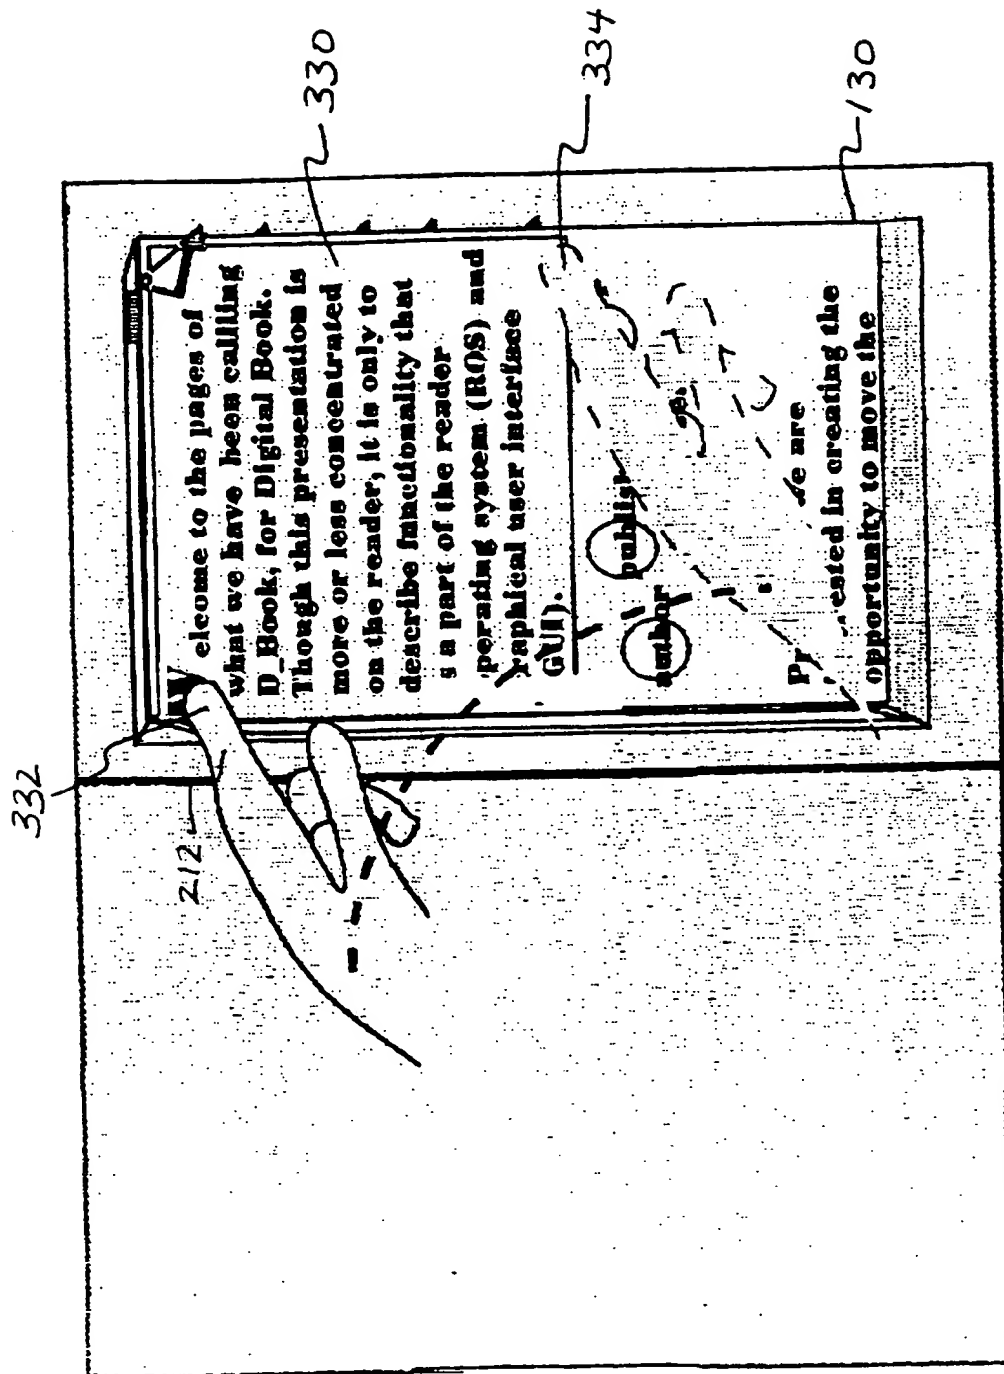 W
elcome to the pages of
what we have been calling
D_Book, for Digital Book.
Though this presentation is
more or less concentrated
on the reader, it is only to
describe functionality that
s a part of the reader
perating system (ROS) and
raphical user interface
GUI).
author publish
Pr we are
ested in creating the
opportunity to move the
332
212
330
334
130